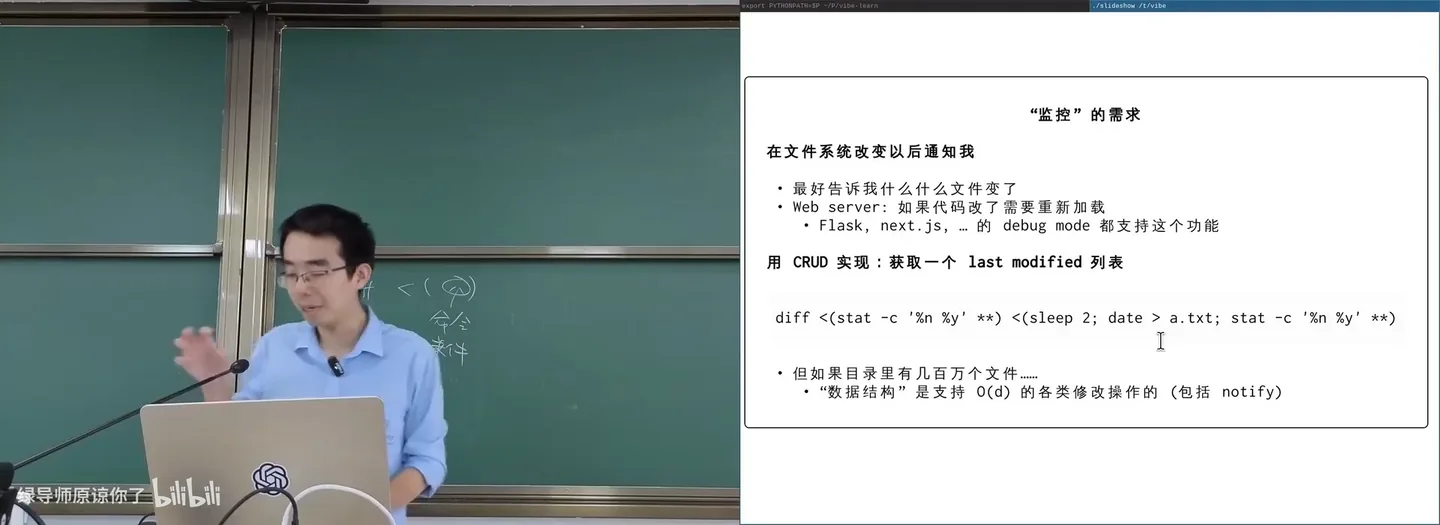 export PYTHONPATH=$P ~/P/vibe-learn
./slideshow /t/vibe
“监控” 的需求
在文件系统改变以后通知我
• 最好告诉我什么什么文件变了
• Web server: 如果代码改了需要重新加载
• Flask, next.js, … 的 debug mode 都支持这个功能
用 CRUD 实现：获取一个 last modified 列表
diff <(stat -c '%n %y' **) <(sleep 2; date > a.txt; stat -c '%n %y' **)
• 但如果目录里有几百万个文件……
• “数据结构” 是支持 O(d) 的各类修改操作的 (包括 notify)
< ( )
命令
条件
绿导师原谅你了 bilibili